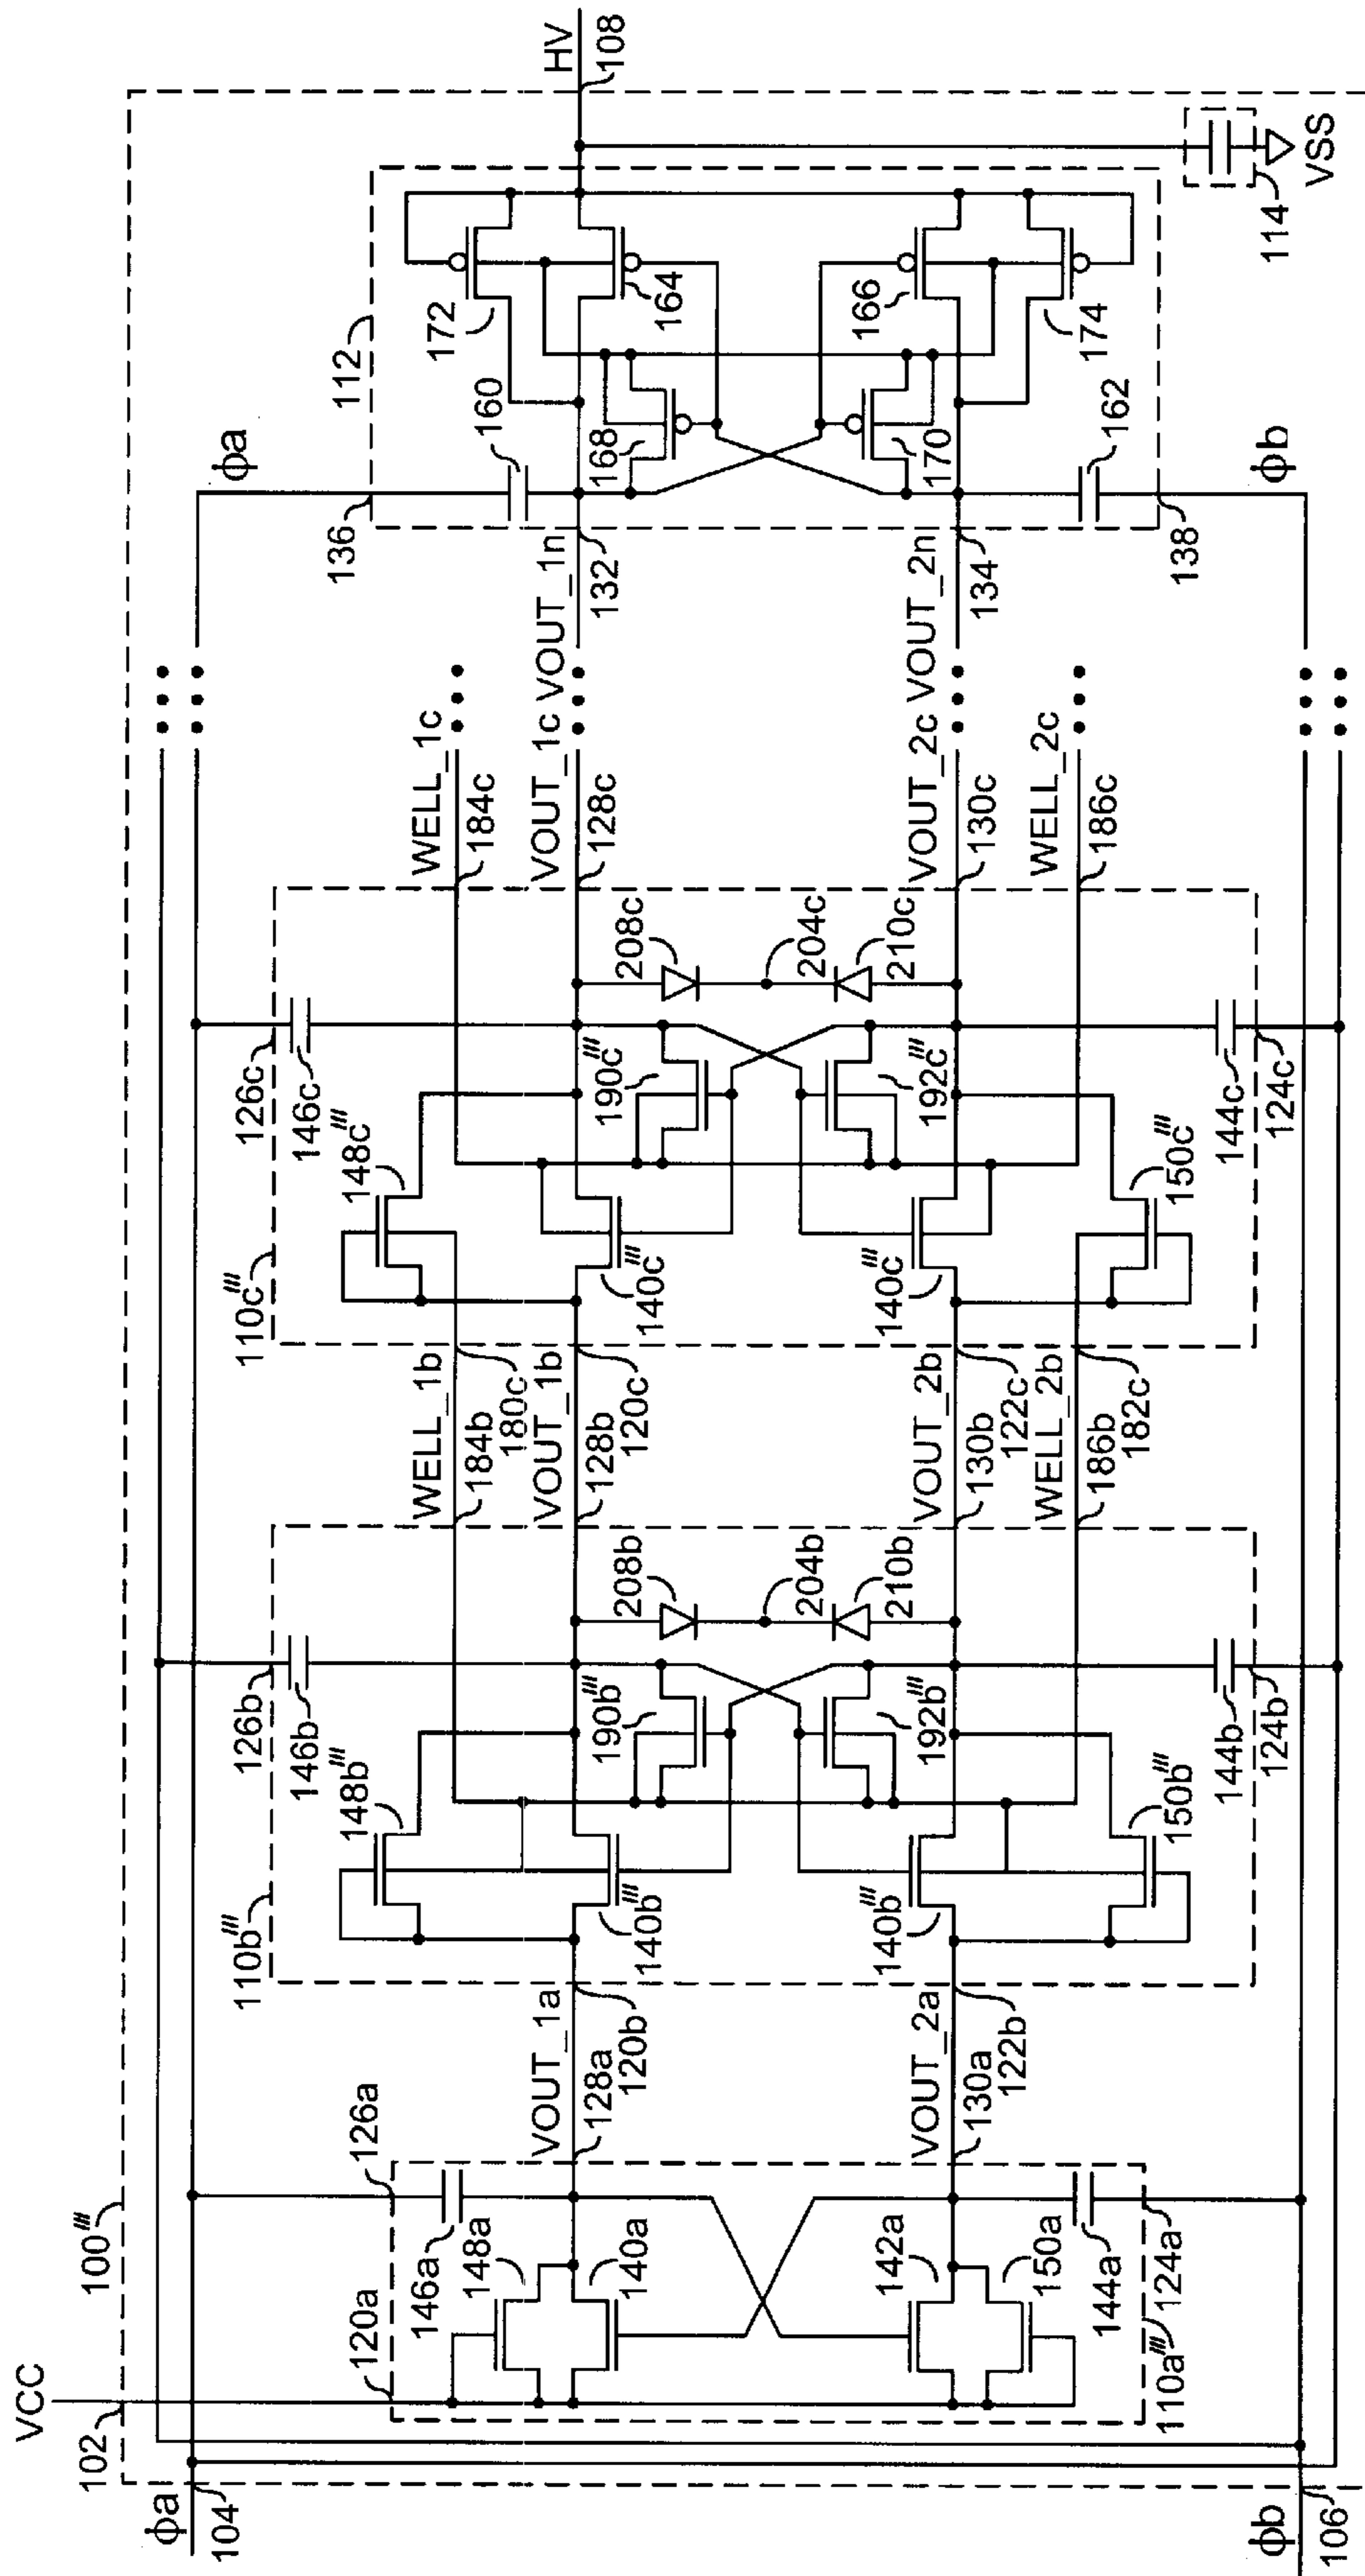 100'''
VCC
102
120a
ϕa
104
126a
146a
148a
140a
VOUT_1a
128a
120b
142a
150a
VOUT_2a
130a
122b
144a
124a
110a'''
ϕb
106
110b'''
126b
146b
148b'''
140b'''
190b'''
208b
204b
210b
192b'''
140b'''
150b'''
144b
124b
WELL_1b
184b
180c
VOUT_1b
128b
120c
VOUT_2b
130b
122c
WELL_2b
186b
182c
110c'''
126c
146c
148c'''
140c'''
190c'''
208c
204c
210c
192c'''
140c'''
150c'''
144c
124c
WELL_1c
184c
VOUT_1c
128c
VOUT_2c
130c
WELL_2c
186c
VOUT_1n
132
VOUT_2n
134
ϕa
136
112
160
172
164
168
166
170
174
162
138
ϕb
HV
108
114
VSS